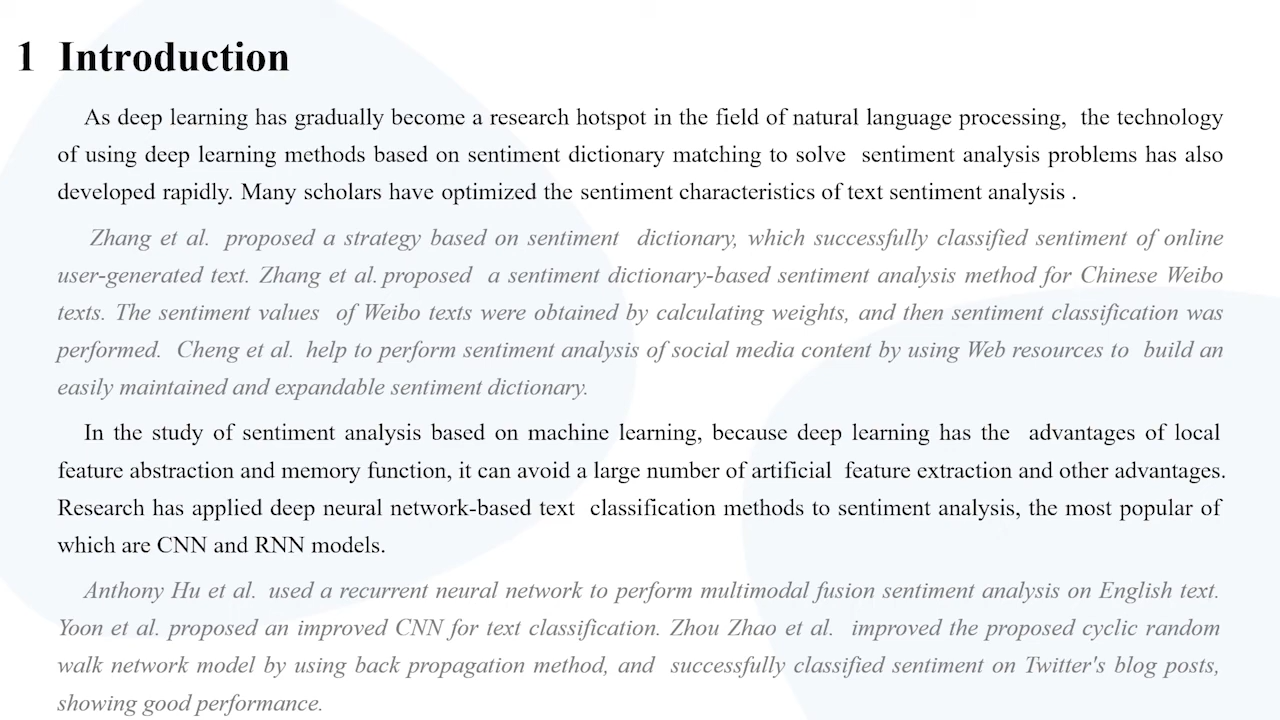 1 Introduction
As deep learning has gradually become a research hotspot in the field of natural language processing, the technology
of using deep learning methods based on sentiment dictionary matching to solve sentiment analysis problems has also
developed rapidly. Many scholars have optimized the sentiment characteristics of text sentiment analysis .
Zhang et al. proposed a strategy based on sentiment dictionary, which successfully classified sentiment of online
user-generated text. Zhang et al. proposed a sentiment dictionary-based sentiment analysis method for Chinese Weibo
texts. The sentiment values of Weibo texts were obtained by calculating weights, and then sentiment classification was
performed. Cheng et al. help to perform sentiment analysis of social media content by using Web resources to build an
easily maintained and expandable sentiment dictionary.
In the study of sentiment analysis based on machine learning, because deep learning has the advantages of local
feature abstraction and memory function, it can avoid a large number of artificial feature extraction and other advantages.
Research has applied deep neural network-based text classification methods to sentiment analysis, the most popular of
which are CNN and RNN models.
Anthony Hu et al. used a recurrent neural network to perform multimodal fusion sentiment analysis on English text.
Yoon et al. proposed an improved CNN for text classification. Zhou Zhao et al. improved the proposed cyclic random
walk network model by using back propagation method, and successfully classified sentiment on Twitter's blog posts,
showing good performance.